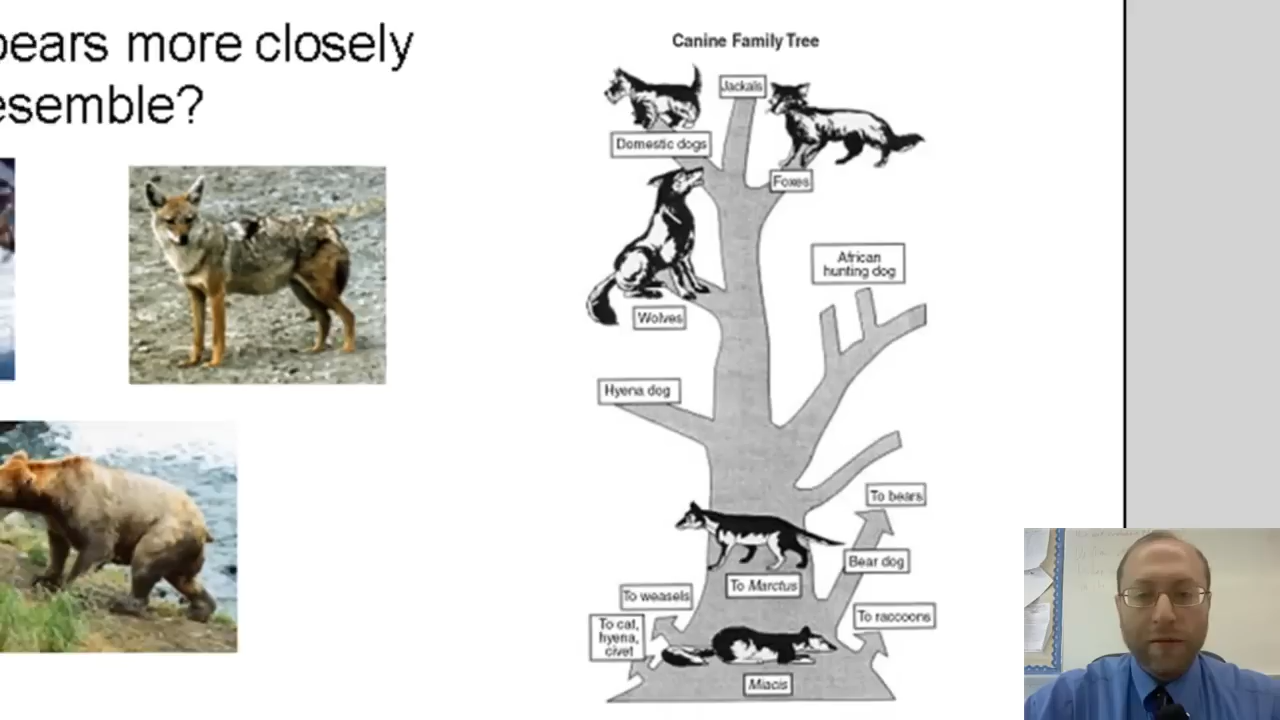 bears more closely
esemble?
Canine Family Tree
Jackals
Domestic dogs
Foxes
African
hunting dog
Wolves
Hyena dog
To bears
Bear dog
To Marctus
To weasels
To raccoons
To cat,
hyena,
civet
Miacis